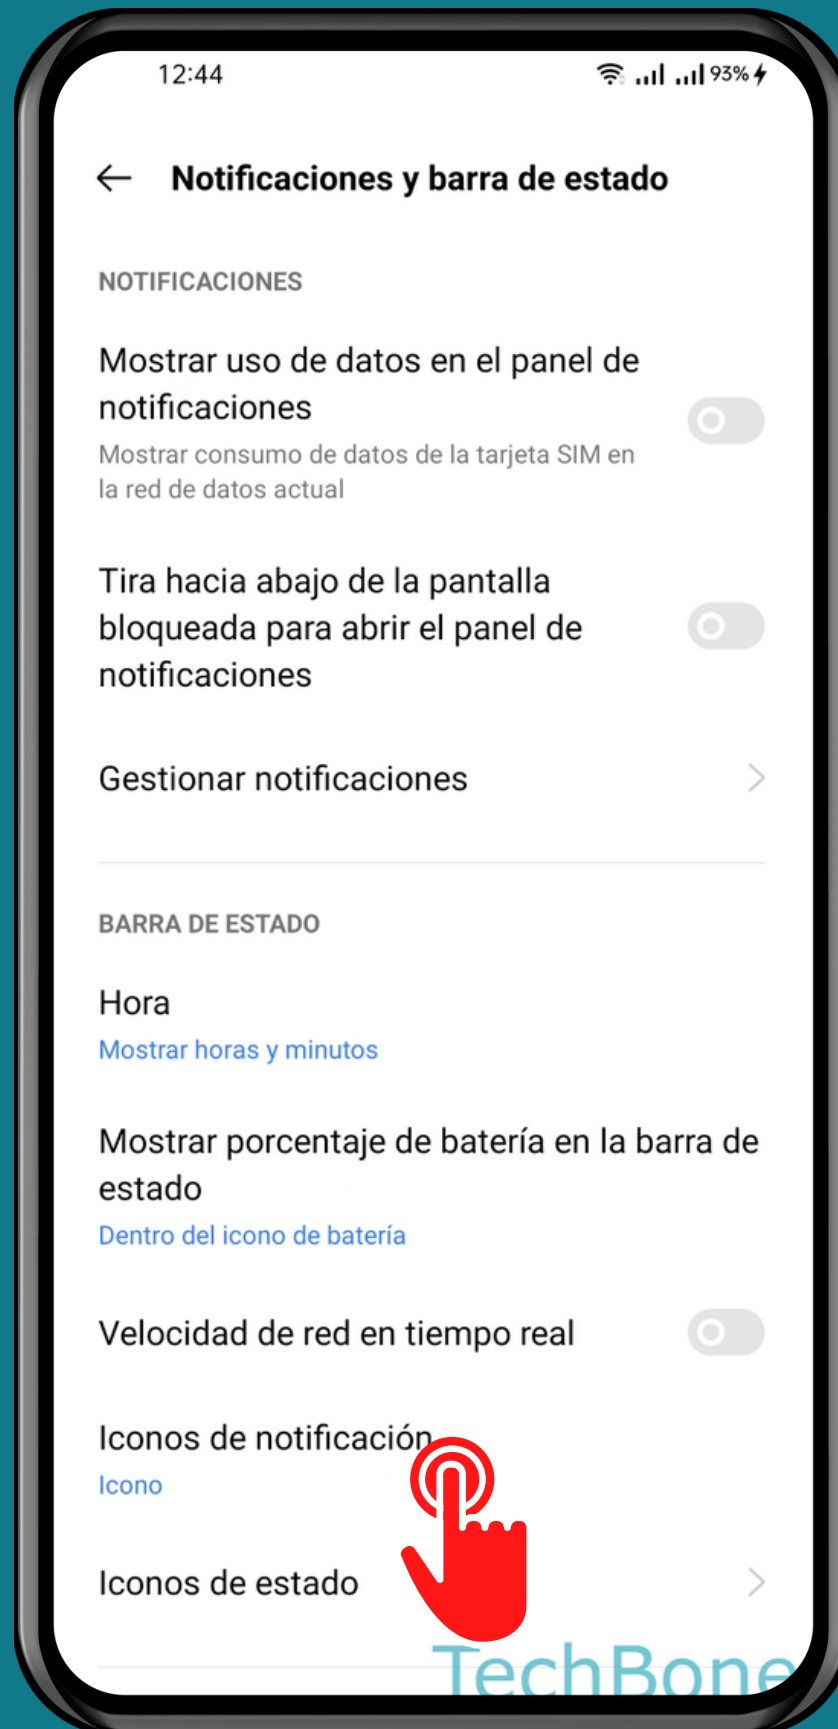 12:44
93%
Notificaciones y barra de estado
NOTIFICACIONES
Mostrar uso de datos en el panel de
notificaciones
Mostrar consumo de datos de la tarjeta SIM en
la red de datos actual
Tira hacia abajo de la pantalla
bloqueada para abrir el panel de
notificaciones
Gestionar notificaciones
BARRA DE ESTADO
Hora
Mostrar horas y minutos
Mostrar porcentaje de batería en la barra de
estado
Dentro del icono de batería
Velocidad de red en tiempo real
Iconos de notificación
Icono
Iconos de estado
TechBone